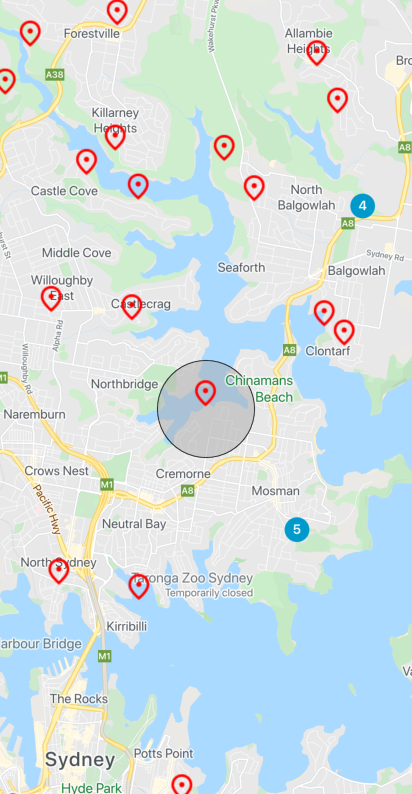 Wakehurst Pkwy
Forestville
Allambie
Heights
Bro
A38
Killarney
Heights
A8
Castle Cove
North
Balgowlah
4
A8
hurst St
Middle Cove
Seaforth
Sydney Rd
Balgowlah
Willoughby
East
Castlecrag
Alpha Rd
Willoughby Rd
A8
Clontarf
M1
Northbridge
Chinamans
Beach
Naremburn
Crows Nest
M1
Cremorne
A8
Mosman
Pacific Hwy
Neutral Bay
5
North Sydney
Taronga Zoo Sydney
Temporarily closed
Kirribilli
arbour Bridge
M1
Va
The Rocks
Sydney
Potts Point
Hyde Park